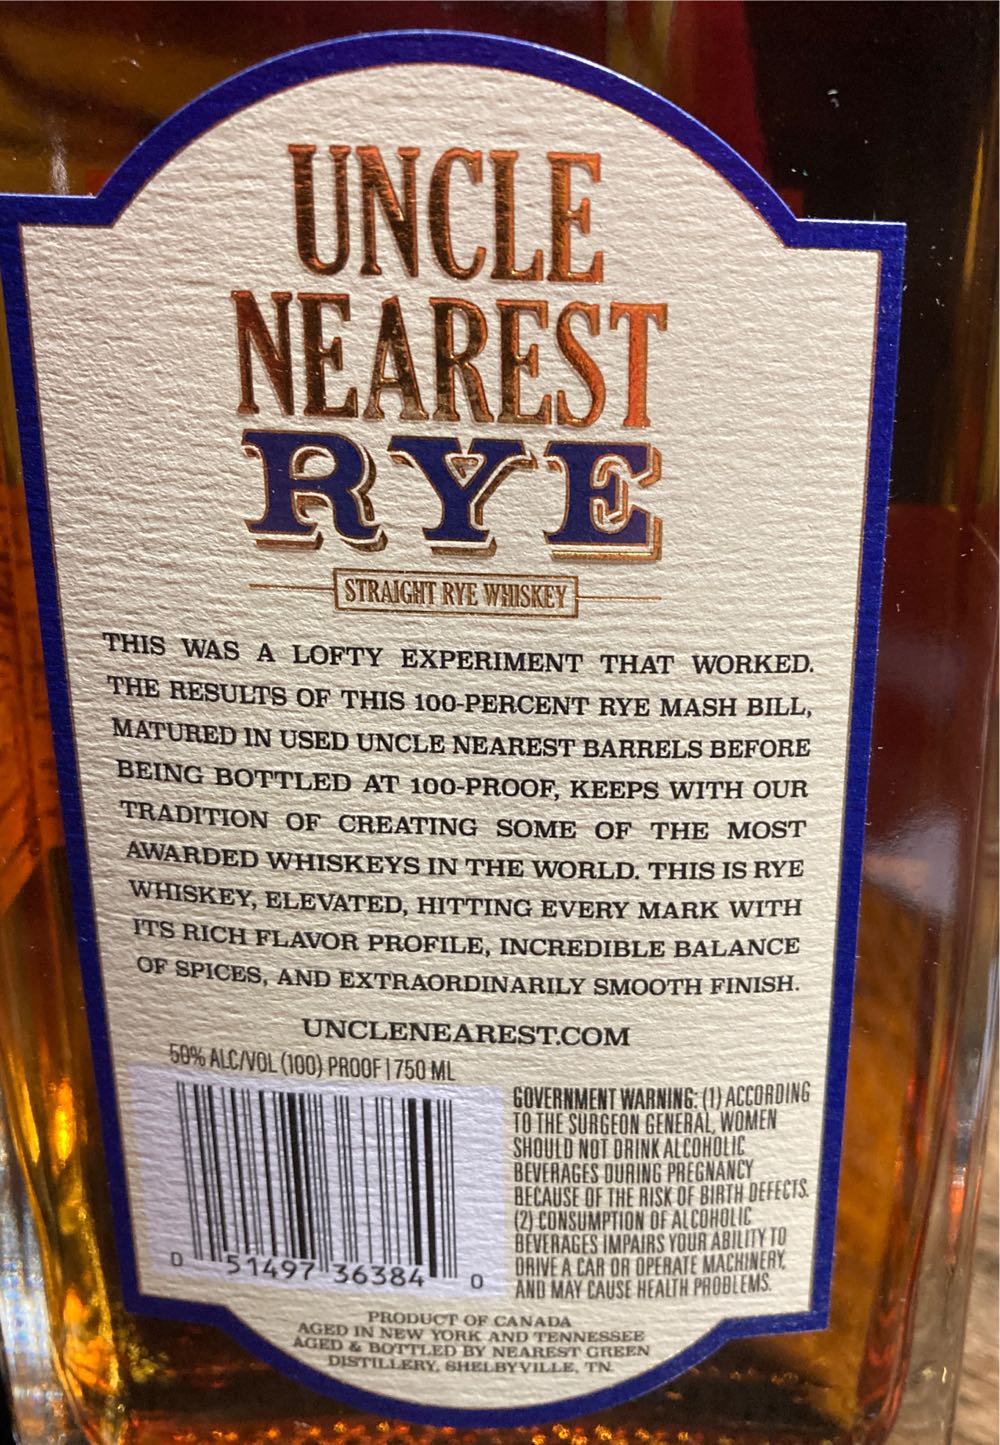 UNCLE
NEAREST
RYE
STRAIGHT RYE WHISKEY
THIS WAS A LOFTY EXPERIMENT THAT WORKED.
THE RESULTS OF THIS 100-PERCENT RYE MASH BILL,
MATURED IN USED UNCLE NEAREST BARRELS BEFORE
BEING BOTTLED AT 100-PROOF, KEEPS WITH OUR
TRADITION OF CREATING SOME OF THE MOST
AWARDED WHISKEYS IN THE WORLD. THIS IS RYE
WHISKEY, ELEVATED, HITTING EVERY MARK WITH
ITS RICH FLAVOR PROFILE, INCREDIBLE BALANCE
OF SPICES, AND EXTRAORDINARILY SMOOTH FINISH.
UNCLENEAREST.COM
50% ALC/VOL (100) PROOF | 750 ML
0 51497 36384 0
GOVERNMENT WARNING: (1) ACCORDING
TO THE SURGEON GENERAL, WOMEN
SHOULD NOT DRINK ALCOHOLIC
BEVERAGES DURING PREGNANCY
BECAUSE OF THE RISK OF BIRTH DEFECTS.
(2) CONSUMPTION OF ALCOHOLIC
BEVERAGES IMPAIRS YOUR ABILITY TO
DRIVE A CAR OR OPERATE MACHINERY,
AND MAY CAUSE HEALTH PROBLEMS.
PRODUCT OF CANADA
AGED IN NEW YORK AND TENNESSEE
AGED & BOTTLED BY NEAREST GREEN
DISTILLERY, SHELBYVILLE, TN.